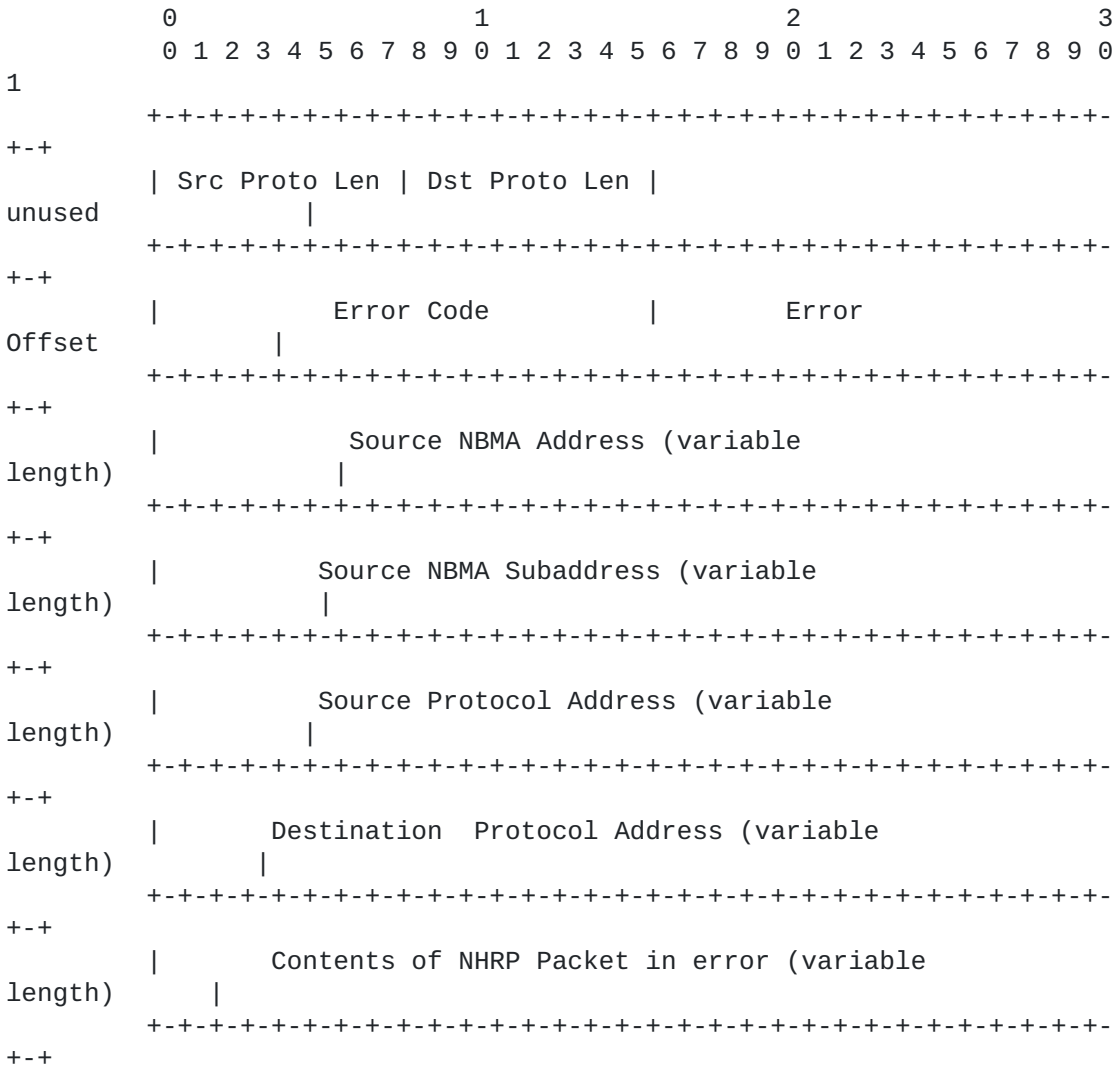 0                   1                   2                   3
0 1 2 3 4 5 6 7 8 9 0 1 2 3 4 5 6 7 8 9 0 1 2 3 4 5 6 7 8 9 0
1
+-+-+-+-+-+-+-+-+-+-+-+-+-+-+-+-+-+-+-+-+-+-+-+-+-+-+-+-+-+-+-
+-+
| Src Proto Len | Dst Proto Len |
unused             |
+-+-+-+-+-+-+-+-+-+-+-+-+-+-+-+-+-+-+-+-+-+-+-+-+-+-+-+-+-+-+-
+-+
|           Error Code          |        Error
Offset           |
+-+-+-+-+-+-+-+-+-+-+-+-+-+-+-+-+-+-+-+-+-+-+-+-+-+-+-+-+-+-+-
+-+
|            Source NBMA Address (variable
length)              |
+-+-+-+-+-+-+-+-+-+-+-+-+-+-+-+-+-+-+-+-+-+-+-+-+-+-+-+-+-+-+-
+-+
|          Source NBMA Subaddress (variable
length)             |
+-+-+-+-+-+-+-+-+-+-+-+-+-+-+-+-+-+-+-+-+-+-+-+-+-+-+-+-+-+-+-
+-+
|          Source Protocol Address (variable
length)            |
+-+-+-+-+-+-+-+-+-+-+-+-+-+-+-+-+-+-+-+-+-+-+-+-+-+-+-+-+-+-+-
+-+
|       Destination  Protocol Address (variable
length)         |
+-+-+-+-+-+-+-+-+-+-+-+-+-+-+-+-+-+-+-+-+-+-+-+-+-+-+-+-+-+-+-
+-+
|       Contents of NHRP Packet in error (variable
length)      |
+-+-+-+-+-+-+-+-+-+-+-+-+-+-+-+-+-+-+-+-+-+-+-+-+-+-+-+-+-+-+-
+-+